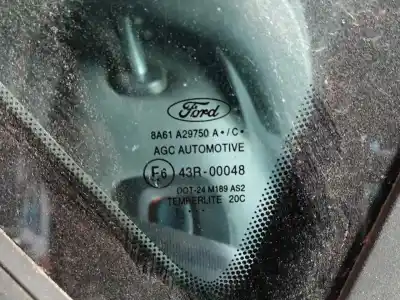 Ford
8A61 A29750 A•/C•
AGC AUTOMOTIVE
E6 43R-00048
DOT-24 M189 AS2
TEMPERLITE 20C